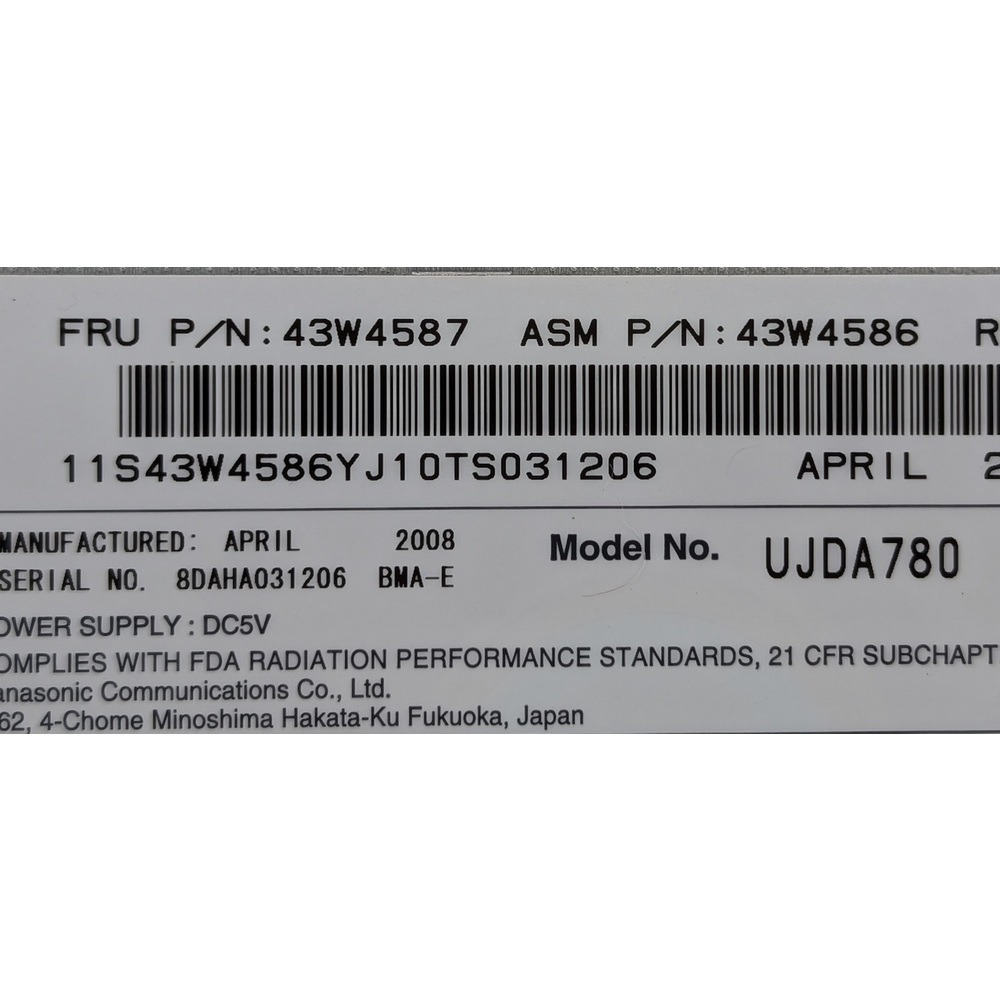 FRU P/N:43W4587 ASM P/N:43W4586 R
11S43W4586YJ10TS031206 APRIL 2
MANUFACTURED: APRIL 2008
SERIAL NO. 8DAHA031206 BMA-E
Model No. UJDA780
OWER SUPPLY : DC5V
OMPLIES WITH FDA RADIATION PERFORMANCE STANDARDS, 21 CFR SUBCHAPT
anasonic Communications Co., Ltd.
62, 4-Chome Minoshima Hakata-Ku Fukuoka, Japan